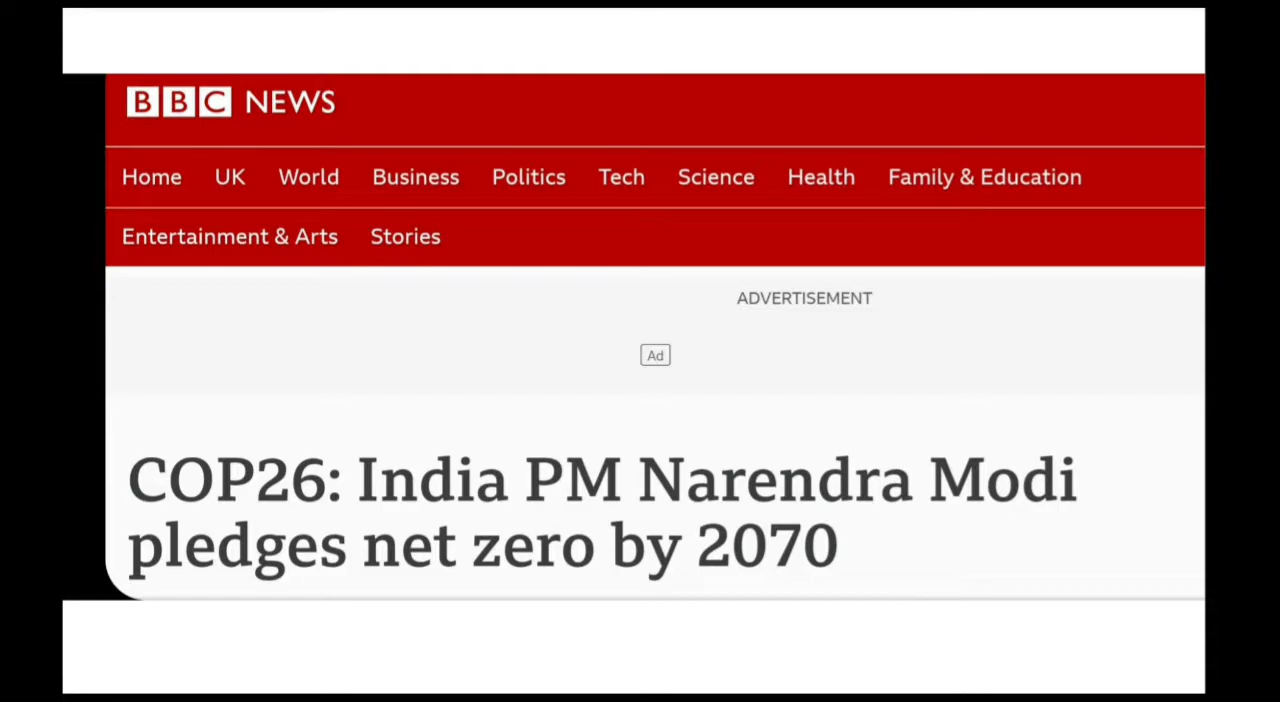 BBC NEWS
Home UK World Business Politics Tech Science Health Family & Education
Entertainment & Arts Stories
ADVERTISEMENT
Ad
COP26: India PM Narendra Modi
pledges net zero by 2070